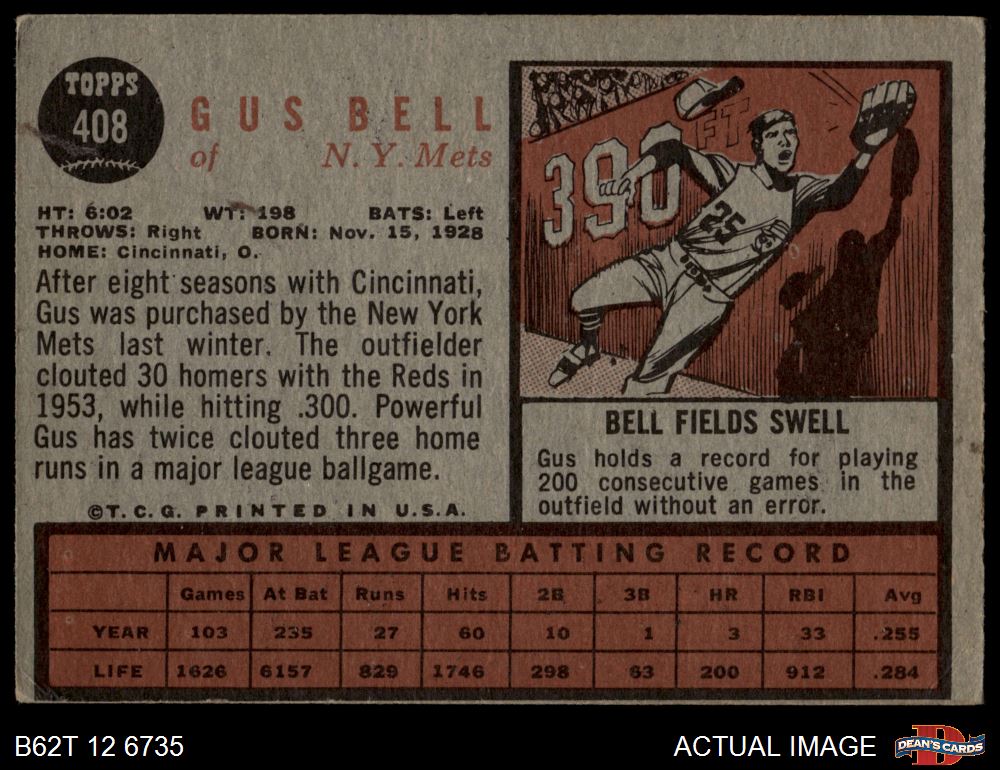 TOPPS
408
GUS BELL
of N. Y. Mets
HT: 6:02 WT: 198 BATS: Left
THROWS: Right BORN: Nov. 15, 1928
HOME: Cincinnati, O.
After eight seasons with Cincinnati,
Gus was purchased by the New York
Mets last winter. The outfielder
clouted 30 homers with the Reds in
1953, while hitting .300. Powerful
Gus has twice clouted three home
runs in a major league ballgame.
©T. C. G. PRINTED IN U.S.A.
390 FT
25
BELL FIELDS SWELL
Gus holds a record for playing
200 consecutive games in the
outfield without an error.
MAJOR LEAGUE BATTING RECORD
Games At Bat Runs Hits 2B 3B HR RBI Avg
YEAR 103 235 27 60 10 1 3 33 .255
LIFE 1626 6157 829 1746 298 63 200 912 .284
B62T 12 6735
ACTUAL IMAGE
D
DEAN'S CARDS